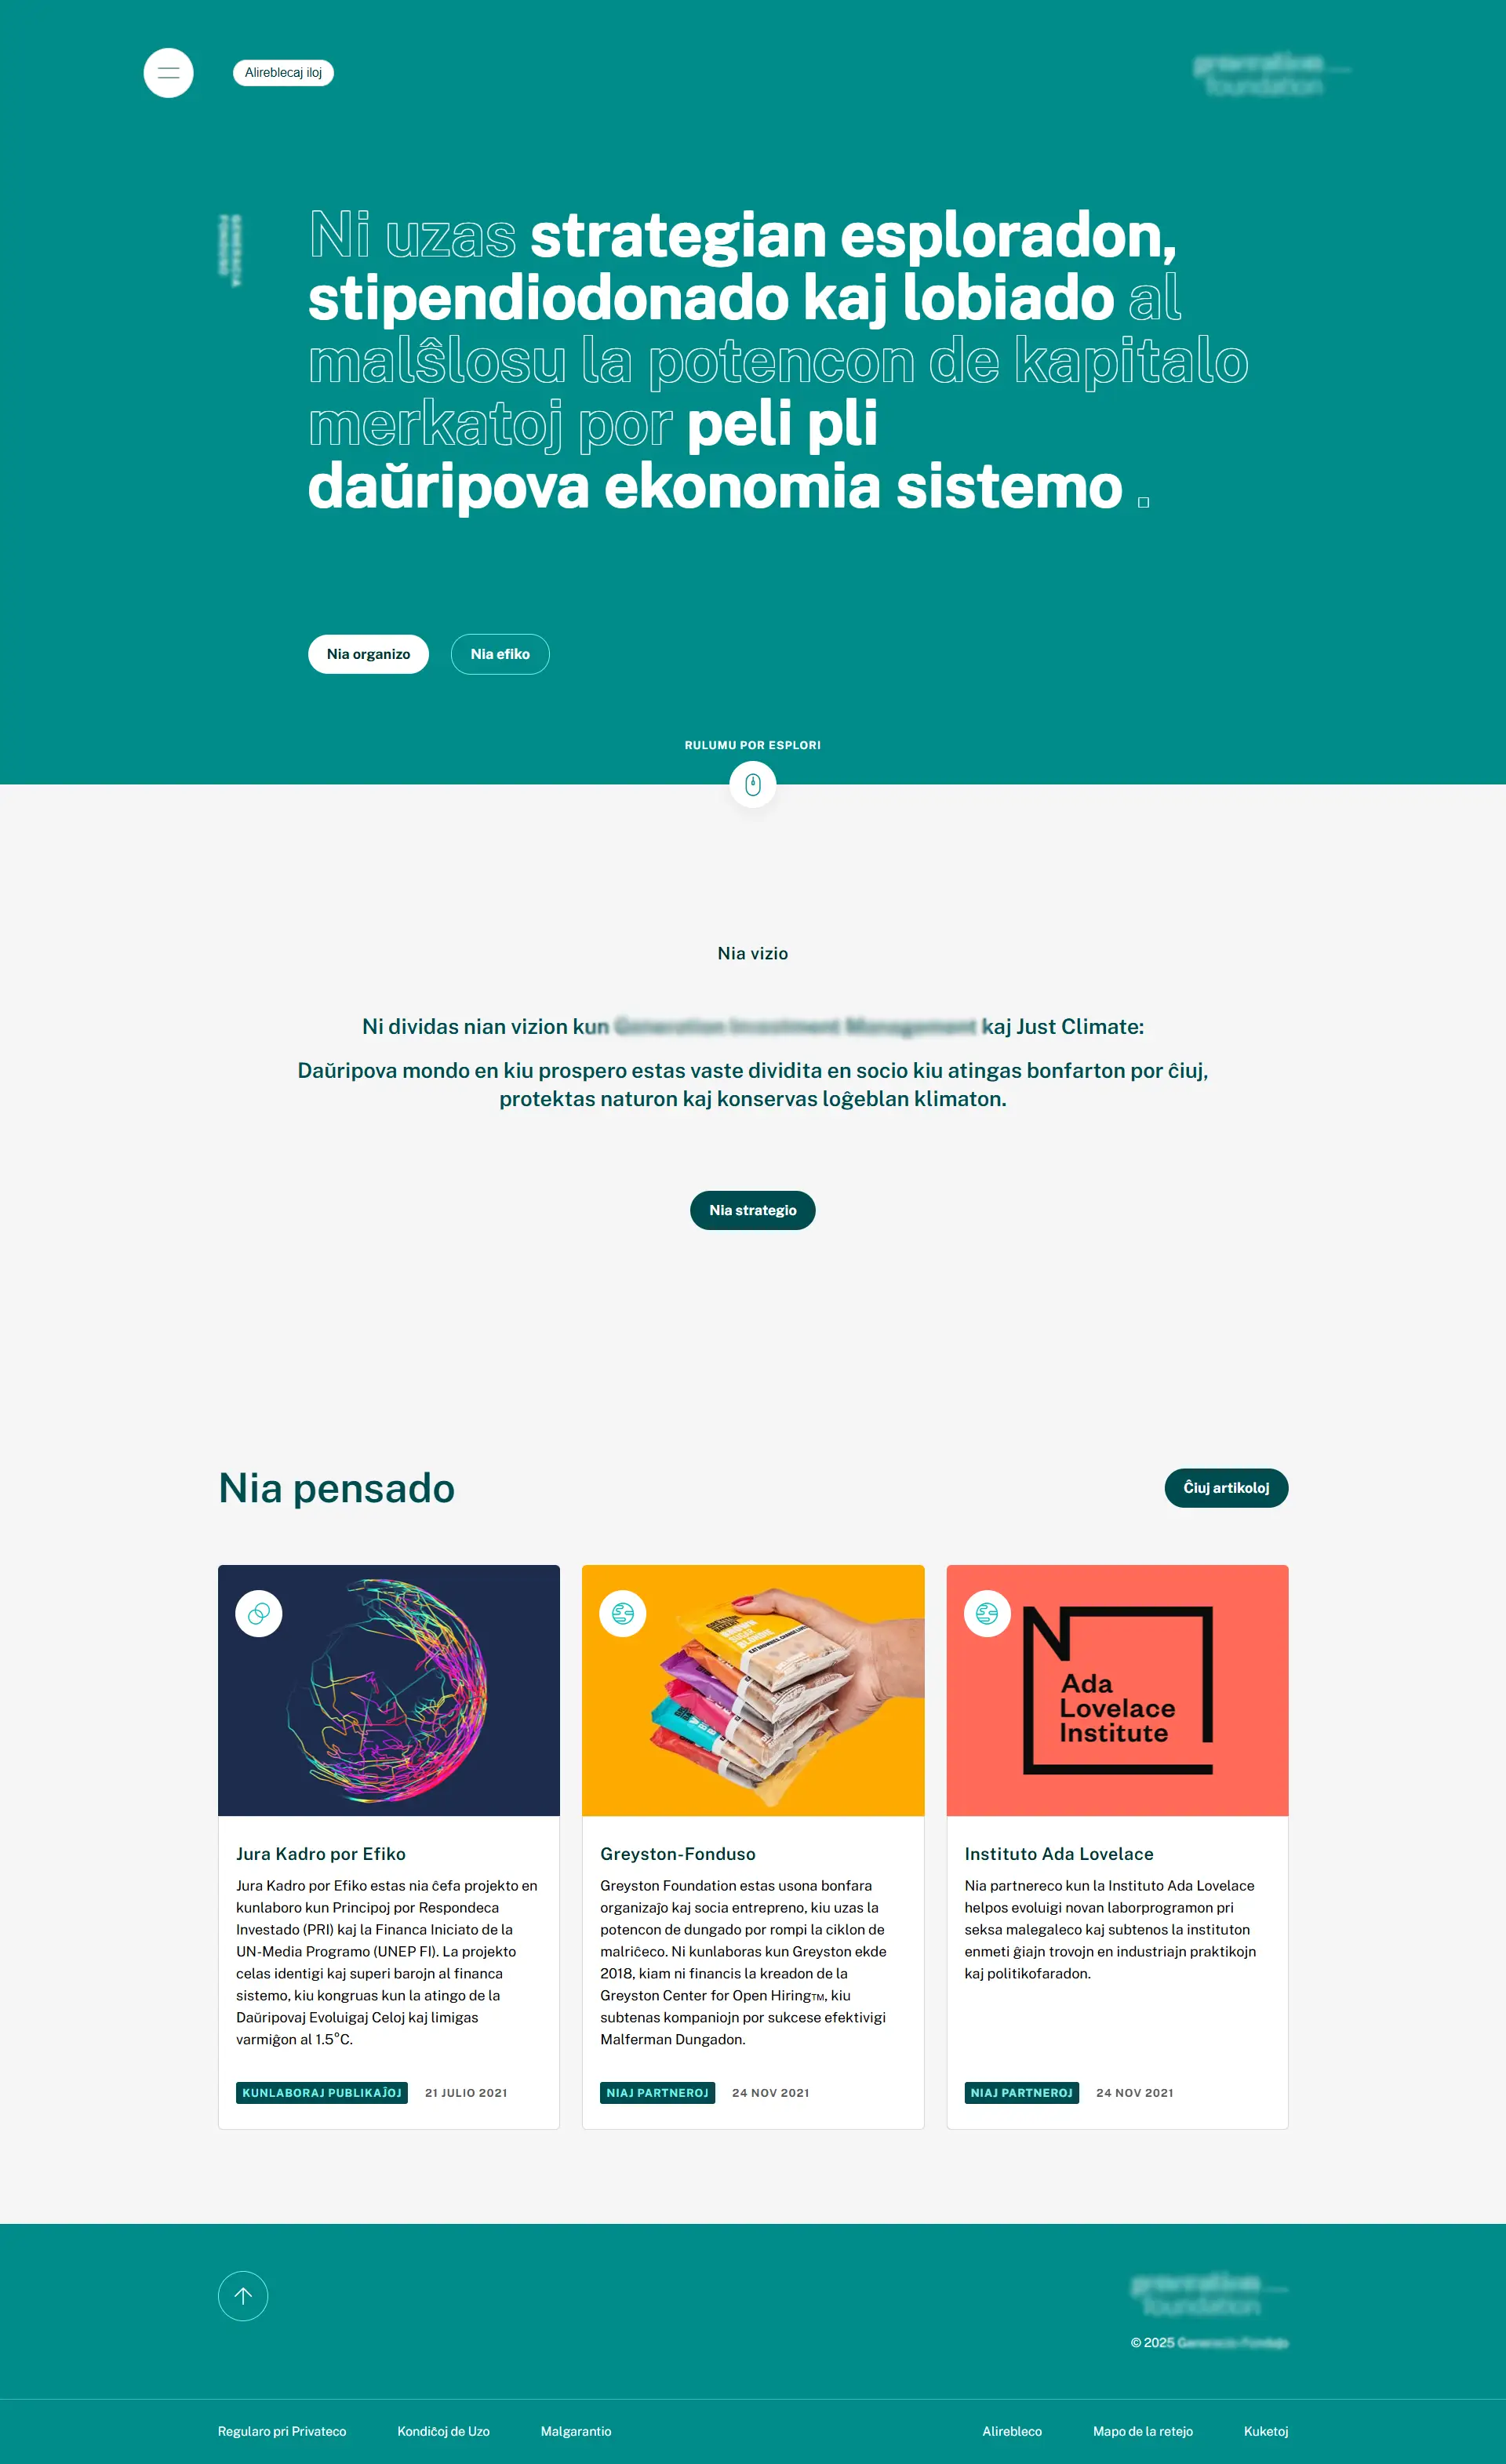 Alireblecaj iloj
Ni uzas strategian esploradon,
stipendiodonado kaj lobiado al
malŝlosu la potencon de kapitalo
merkatoj por peli pli
daŭripova ekonomia sistemo .
Nia organizo
Nia efiko
RULUMU POR ESPLORI
Nia vizio
Ni dividas nian vizion kun kaj Just Climate:
Daŭripova mondo en kiu prospero estas vaste dividita en socio kiu atingas bonfarton por ĉiuj,
protektas naturon kaj konservas loĝeblan klimaton.
Nia strategio
Nia pensado
Ĉiuj artikoloj
Ada
Lovelace
Institute
Jura Kadro por Efiko
Jura Kadro por Efiko estas nia ĉefa projekto en
kunlaboro kun Principoj por Respondeca
Investado (PRI) kaj la Financa Iniciato de la
UN-Media Programo (UNEP FI). La projekto
celas identigi kaj superi barojn al financa
sistemo, kiu kongruas kun la atingo de la
Daŭripovaj Evoluigaj Celoj kaj limigas
varmiĝon al 1.5°C.
KUNLABORAJ PUBLIKAĴOJ
21 JULIO 2021
Greyston-Fonduso
Greyston Foundation estas usona bonfara
organizaĵo kaj socia entrepreno, kiu uzas la
potencon de dungado por rompi la ciklon de
malriĉeco. Ni kunlaboras kun Greyston ekde
2018, kiam ni financis la kreadon de la
Greyston Center for Open Hiring™, kiu
subtenas kompaniojn por sukcese efektivigi
Malferman Dungadon.
NIAJ PARTNEROJ
24 NOV 2021
Instituto Ada Lovelace
Nia partnereco kun la Instituto Ada Lovelace
helpos evoluigi novan laborprogramon pri
seksa malegaleco kaj subtenos la instituton
enmeti ĝiajn trovojn en industriajn praktikojn
kaj politikofaradon.
NIAJ PARTNEROJ
24 NOV 2021
© 2025
Regularo pri Privateco
Kondiĉoj de Uzo
Malgarantio
Alirebleco
Mapo de la retejo
Kuketoj